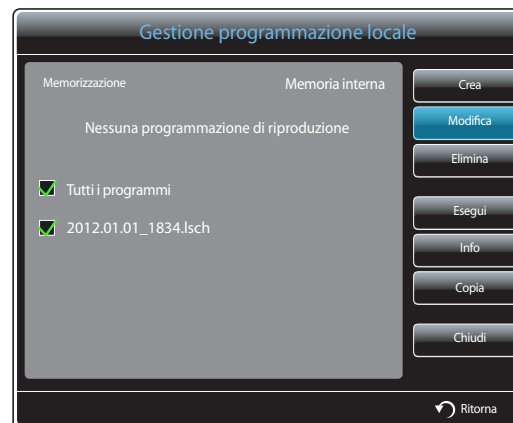 Gestione programmazione locale
Memorizzazione Memoria interna
Nessuna programmazione di riproduzione
Tutti i programmi
2012.01.01_1834.lsch
Crea
Modifica
Elimina
Esegui
Info
Copia
Chiudi
Ritorna